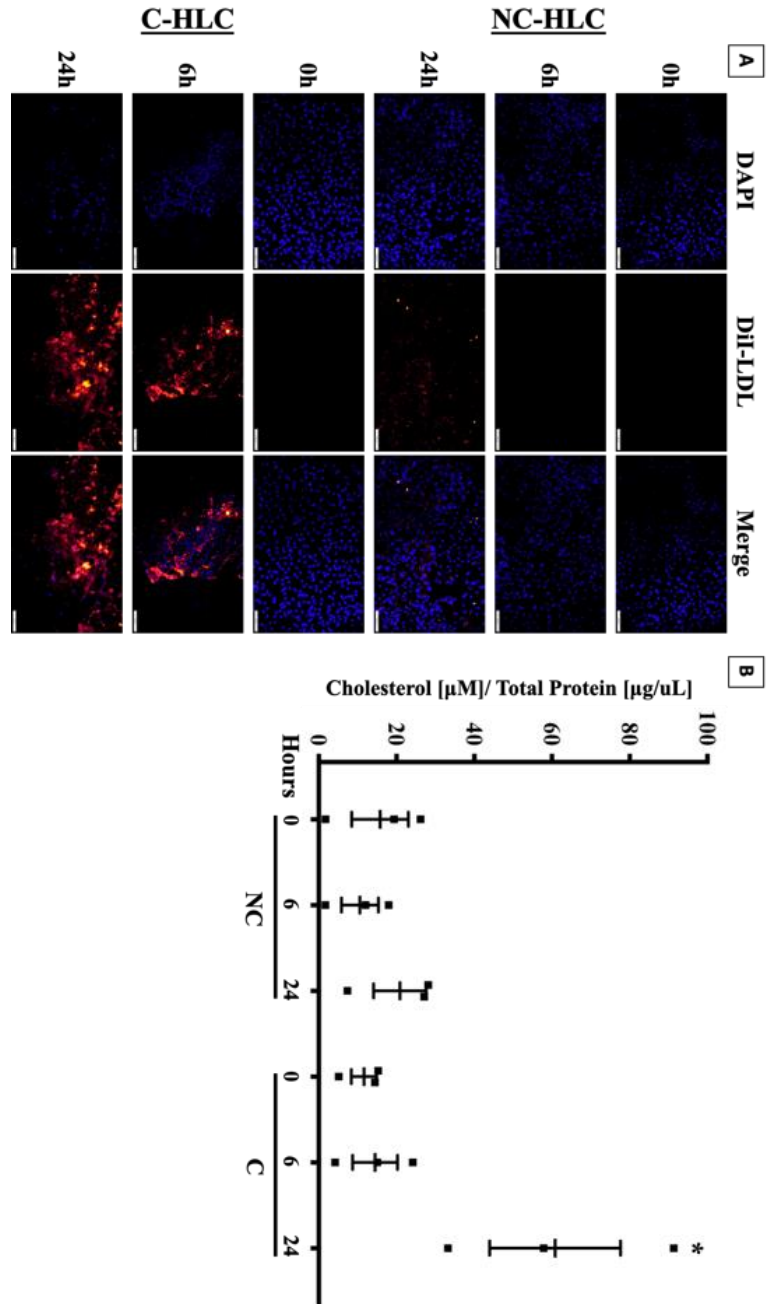 A
DAPI DiI-LDL Merge
NC-HLC
0h
6h
24h
C-HLC
0h
6h
24h
B
Cholesterol [µM]/ Total Protein [µg/uL]
100
80
60
40
20
0
*
Hours 0 6 24 0 6 24
NC C